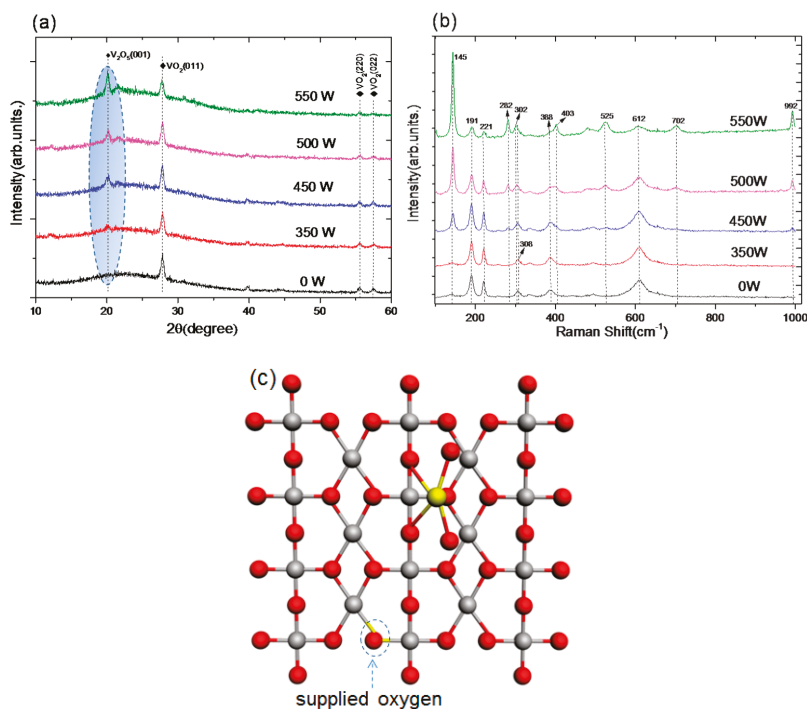 (a)
V₂O₅(001)
VO₂(011)
VO₂(220)
VO₂(022)
550 W
500 W
450 W
350 W
0 W
Intensity(arb.units.)
10 20 30 40 50 60
2θ(degree)
(b)
145
191
221
282
302
308
388
403
525
612
702
992
550W
500W
450W
350W
0W
Intensity(arb.units.)
200 400 600 800 1000
Raman Shift(cm⁻¹)
(c)
supplied oxygen